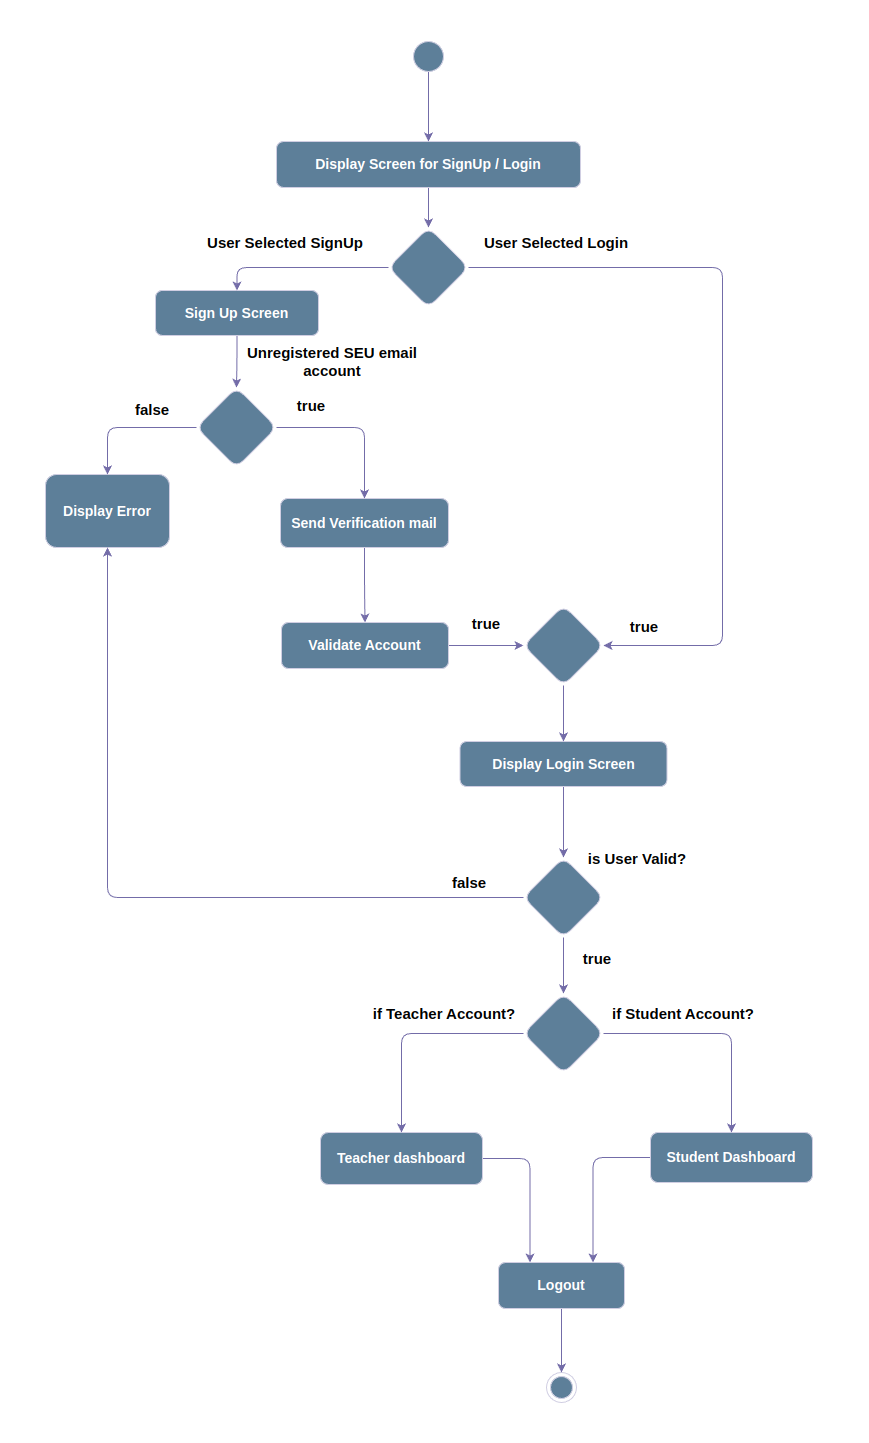 Display Screen for SignUp / Login
User Selected SignUp
User Selected Login
Sign Up Screen
Unregistered SEU email
account
false
true
Display Error
Send Verification mail
true
true
Validate Account
Display Login Screen
is User Valid?
false
true
if Teacher Account?
if Student Account?
Teacher dashboard
Student Dashboard
Logout